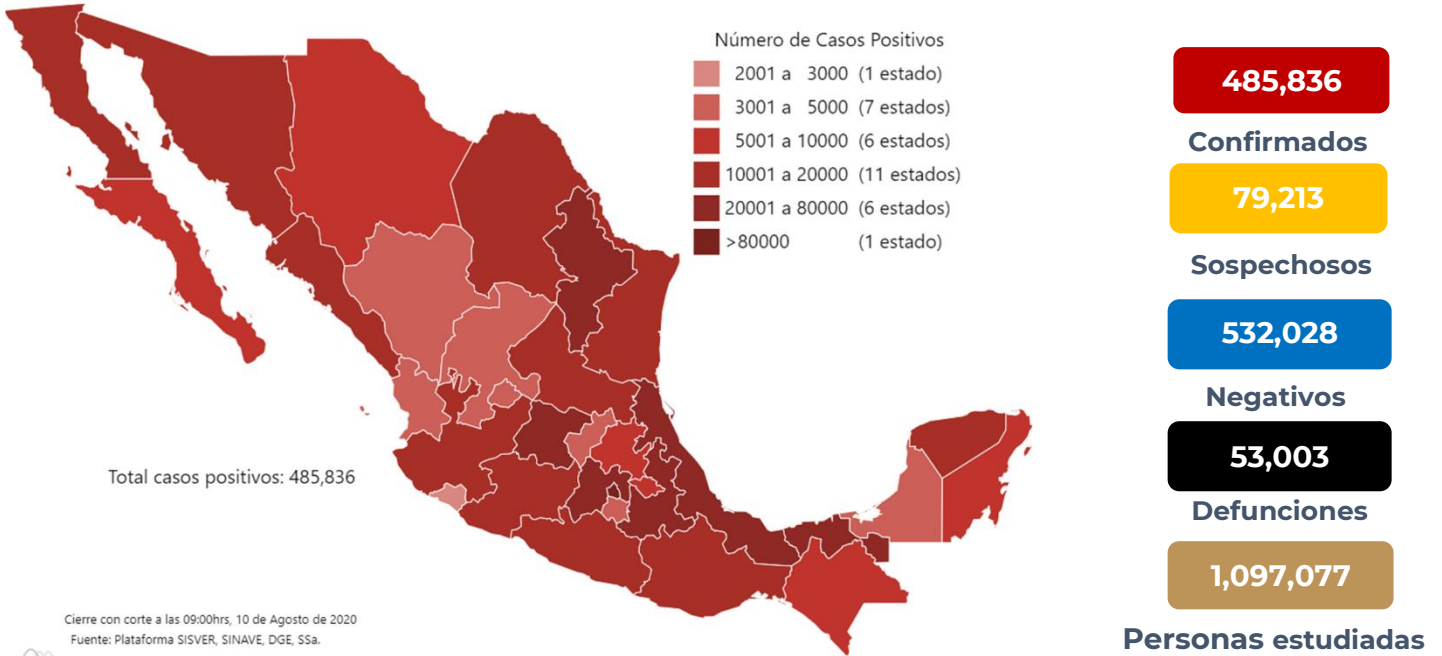 Número de Casos Positivos
2001 a 3000 (1 estado)
3001 a 5000 (7 estados)
5001 a 10000 (6 estados)
10001 a 20000 (11 estados)
20001 a 80000 (6 estados)
>80000 (1 estado)
Total casos positivos: 485,836
Cierre con corte a las 09:00hrs, 10 de Agosto de 2020
Fuente: Plataforma SISVER, SINAVE, DGE, SSa.
485,836
Confirmados
79,213
Sospechosos
532,028
Negativos
53,003
Defunciones
1,097,077
Personas estudiadas